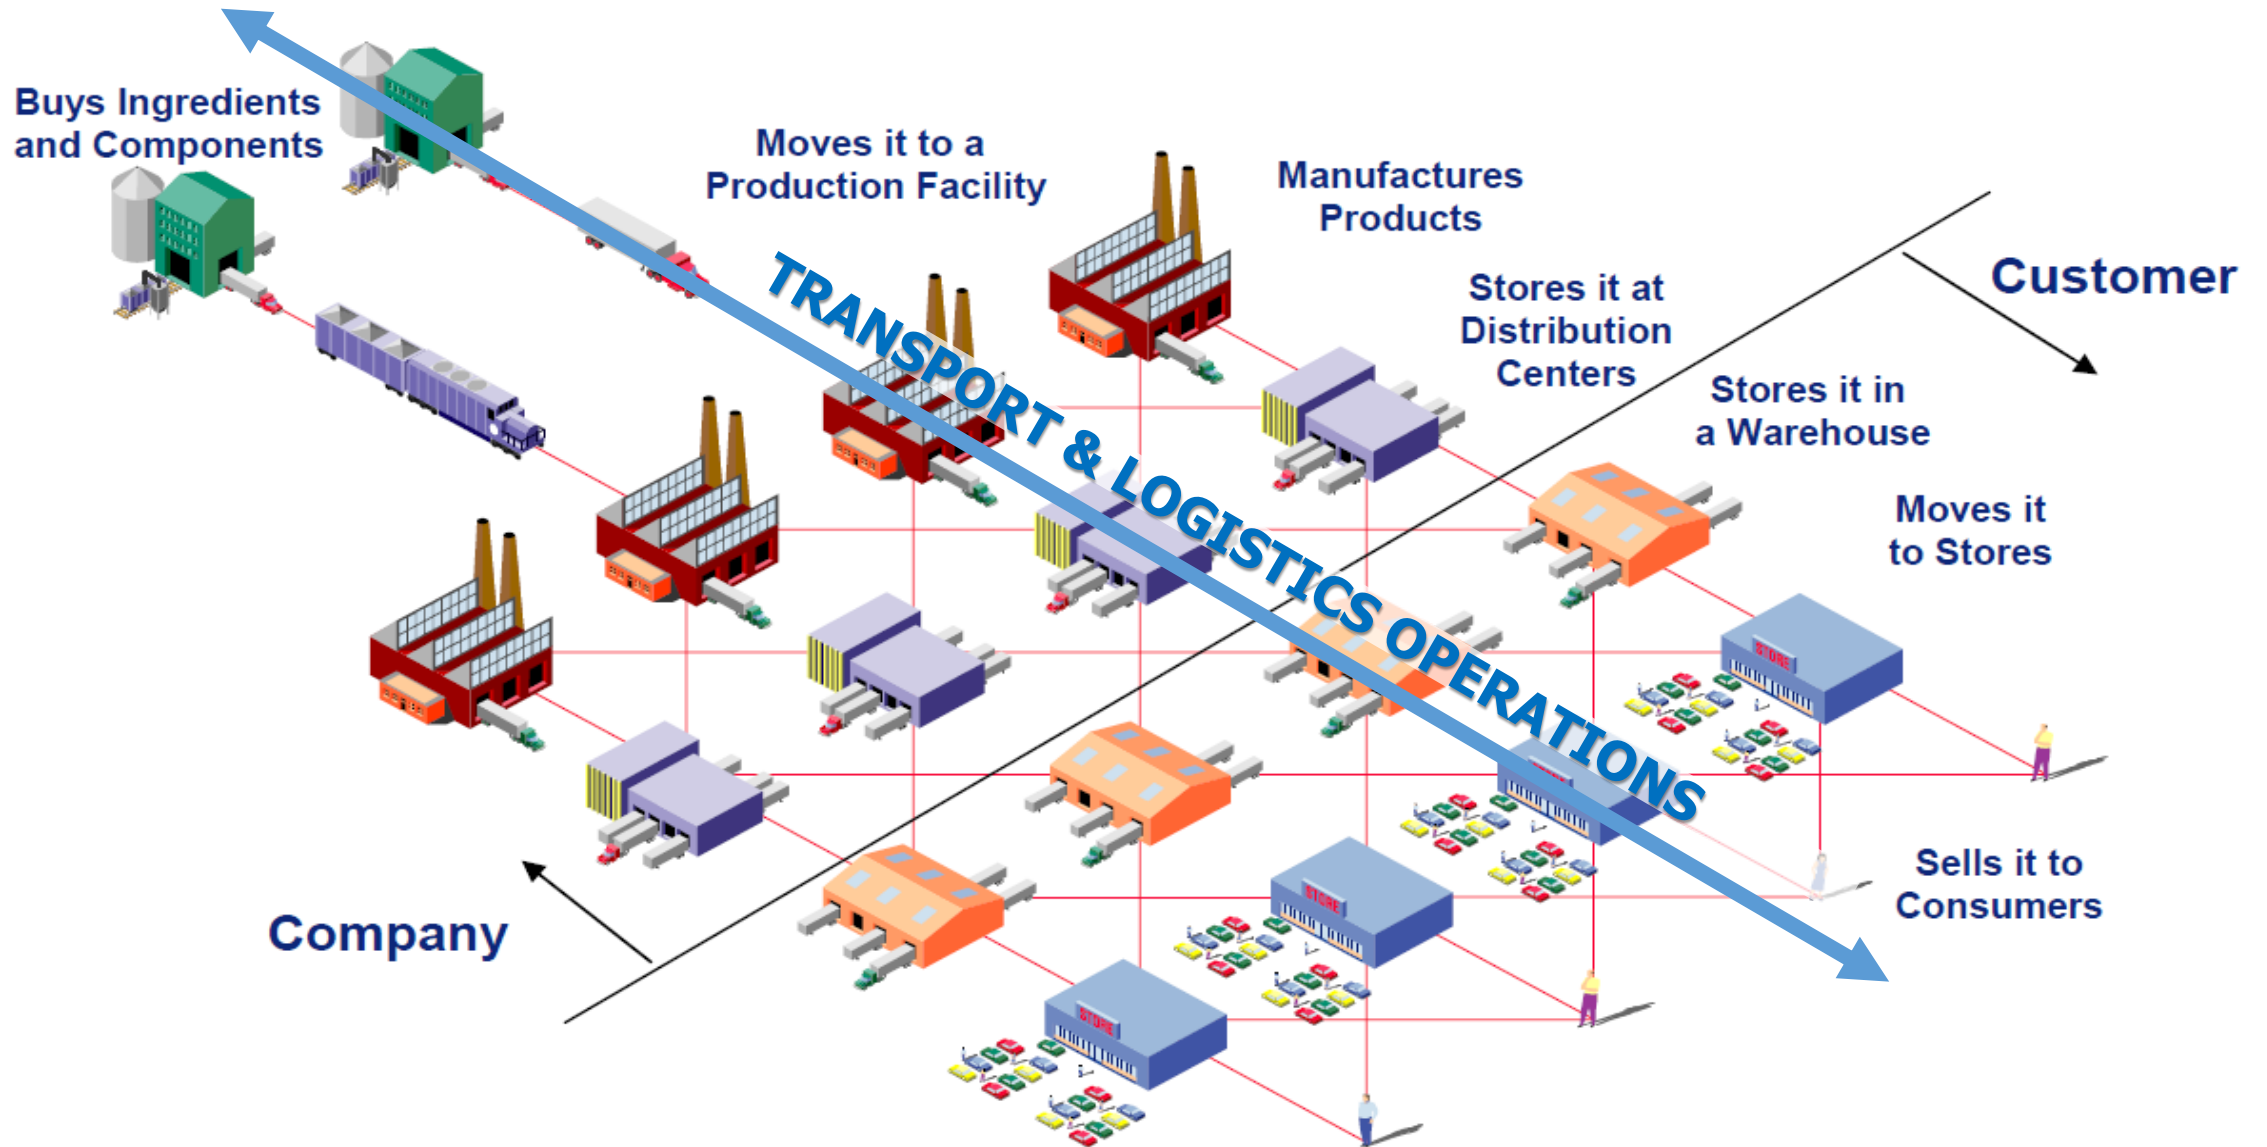 Buys Ingredients
and Components
Moves it to a
Production Facility
Manufactures
Products
Stores it at
Distribution
Centers
Customer
Stores it in
a Warehouse
Moves it
to Stores
TRANSPORT & LOGISTICS OPERATIONS
STORE
STORE
STORE
Sells it to
Consumers
Company